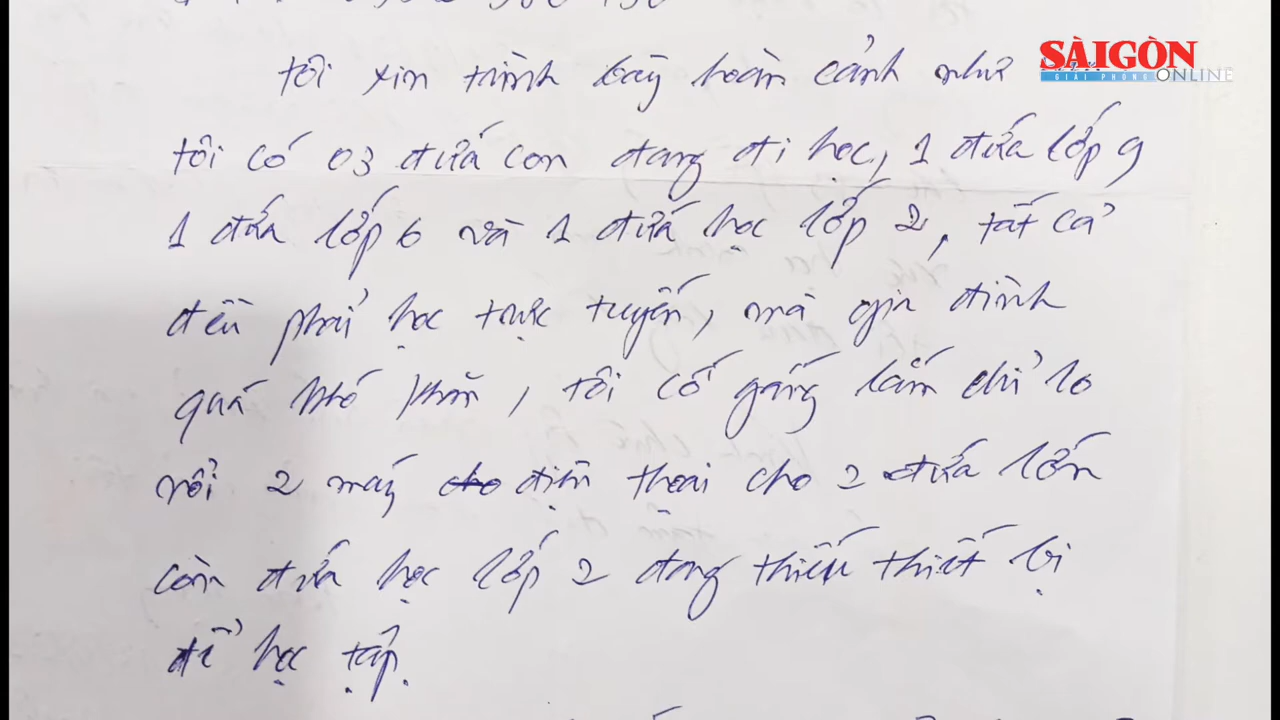 SÀIGÒN
GIẢI PHÓNG ONLINE
tôi xin trình bày hoàn cảnh như
tôi có 03 đứa con đang đi học, 1 đứa lớp 9
1 đứa lớp 6 và 1 đứa học lớp 2, tất cả
đều phải học trực tuyến, mà gia đình
quá khó khăn, tôi cố gắng lắm chỉ lo
nổi 2 máy cho điện thoại cho 2 đứa lớn
còn đứa học lớp 2 đang thiếu thiết bị
để học tập.